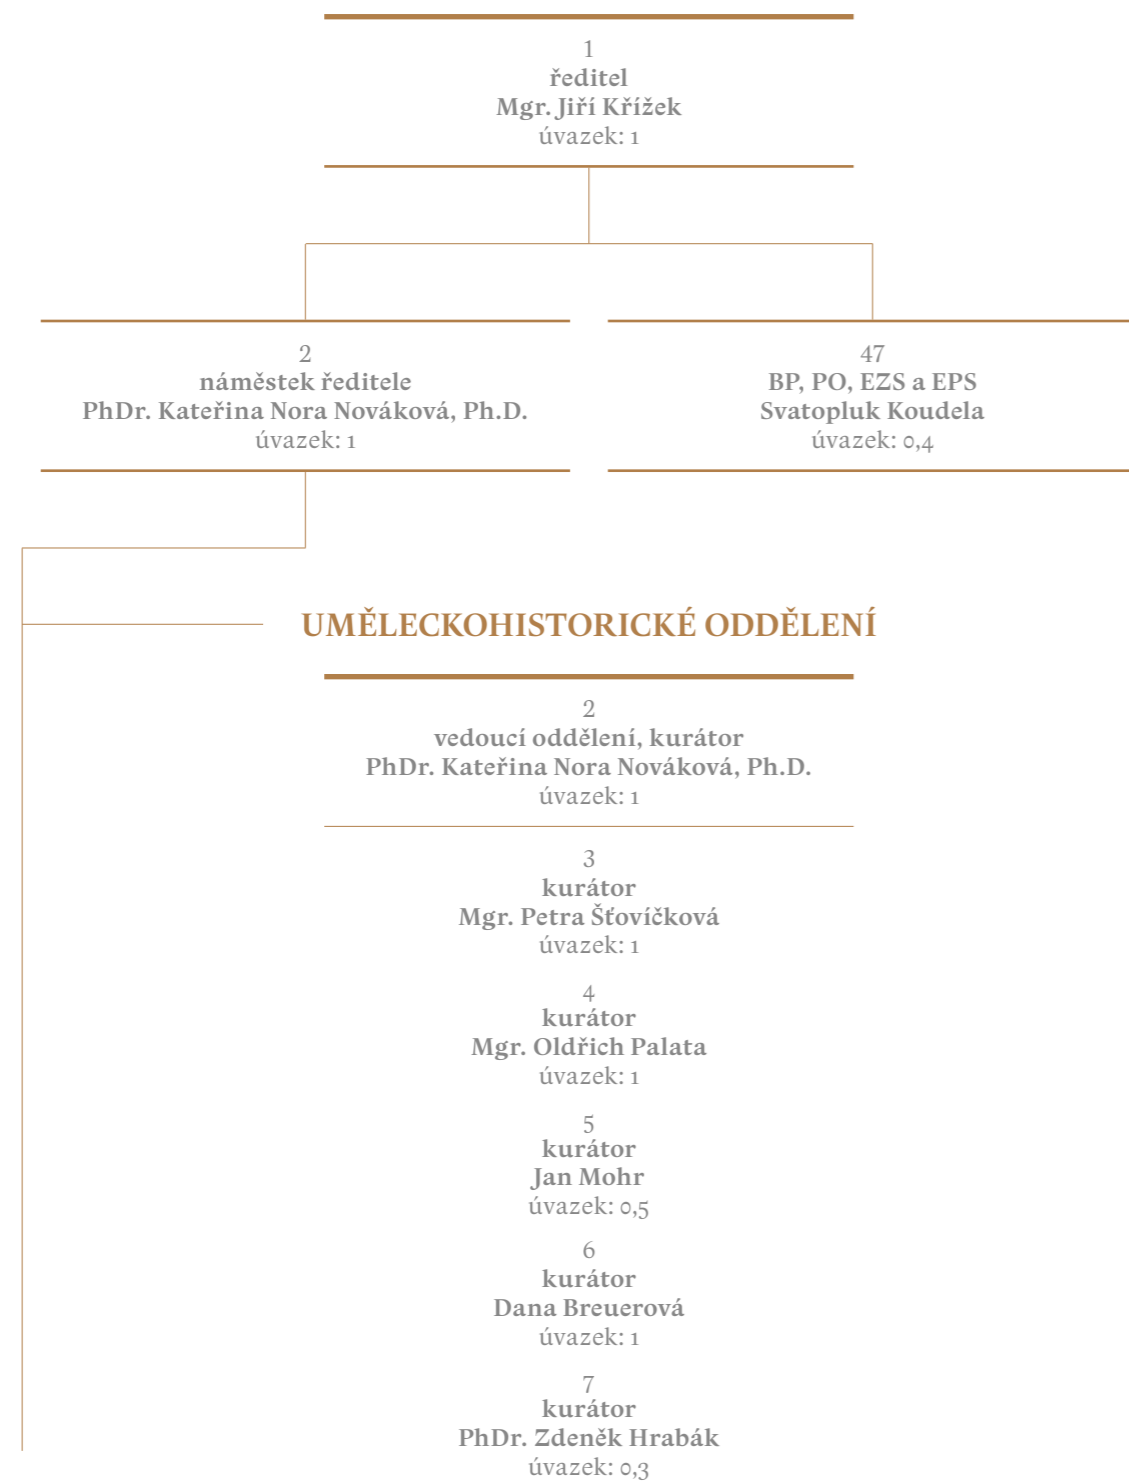 1
ředitel
Mgr. Jiří Křížek
úvazek: 1
2
náměstek ředitele
PhDr. Kateřina Nora Nováková, Ph.D.
úvazek: 1
47
BP, PO, EZS a EPS
Svatopluk Koudela
úvazek: 0,4
UMĚLECKOHISTORICKÉ ODDĚLENÍ
2
vedoucí oddělení, kurátor
PhDr. Kateřina Nora Nováková, Ph.D.
úvazek: 1
3
kurátor
Mgr. Petra Šťovíčková
úvazek: 1
4
kurátor
Mgr. Oldřich Palata
úvazek: 1
5
kurátor
Jan Mohr
úvazek: 0,5
6
kurátor
Dana Breuerová
úvazek: 1
7
kurátor
PhDr. Zdeněk Hrabák
úvazek: 0,3